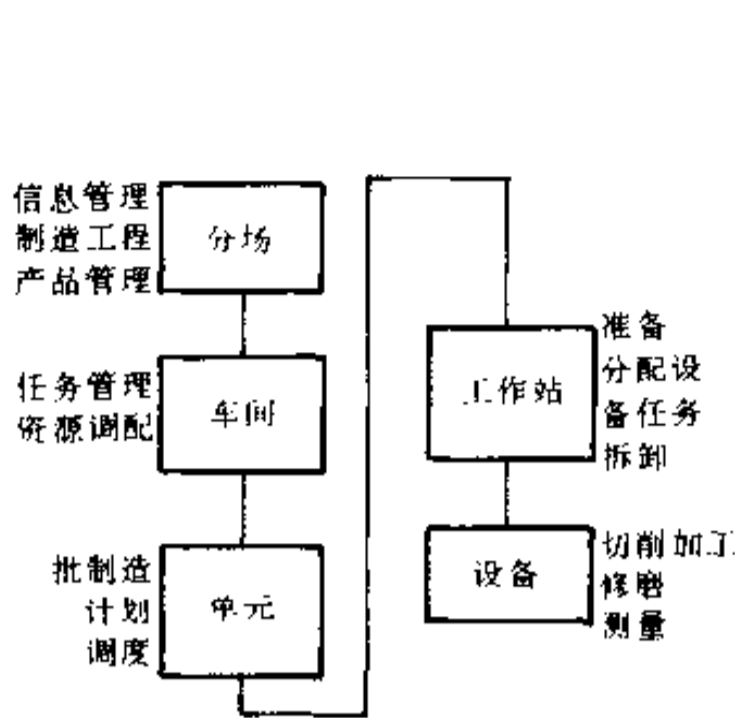 信息管理
制造工程
产品管理
分场
任务管理
资源调配
车间
批制造
计划
调度
单元
工作站
准备
分配设
备任务
拆卸
设备
切削加工
修磨
测量